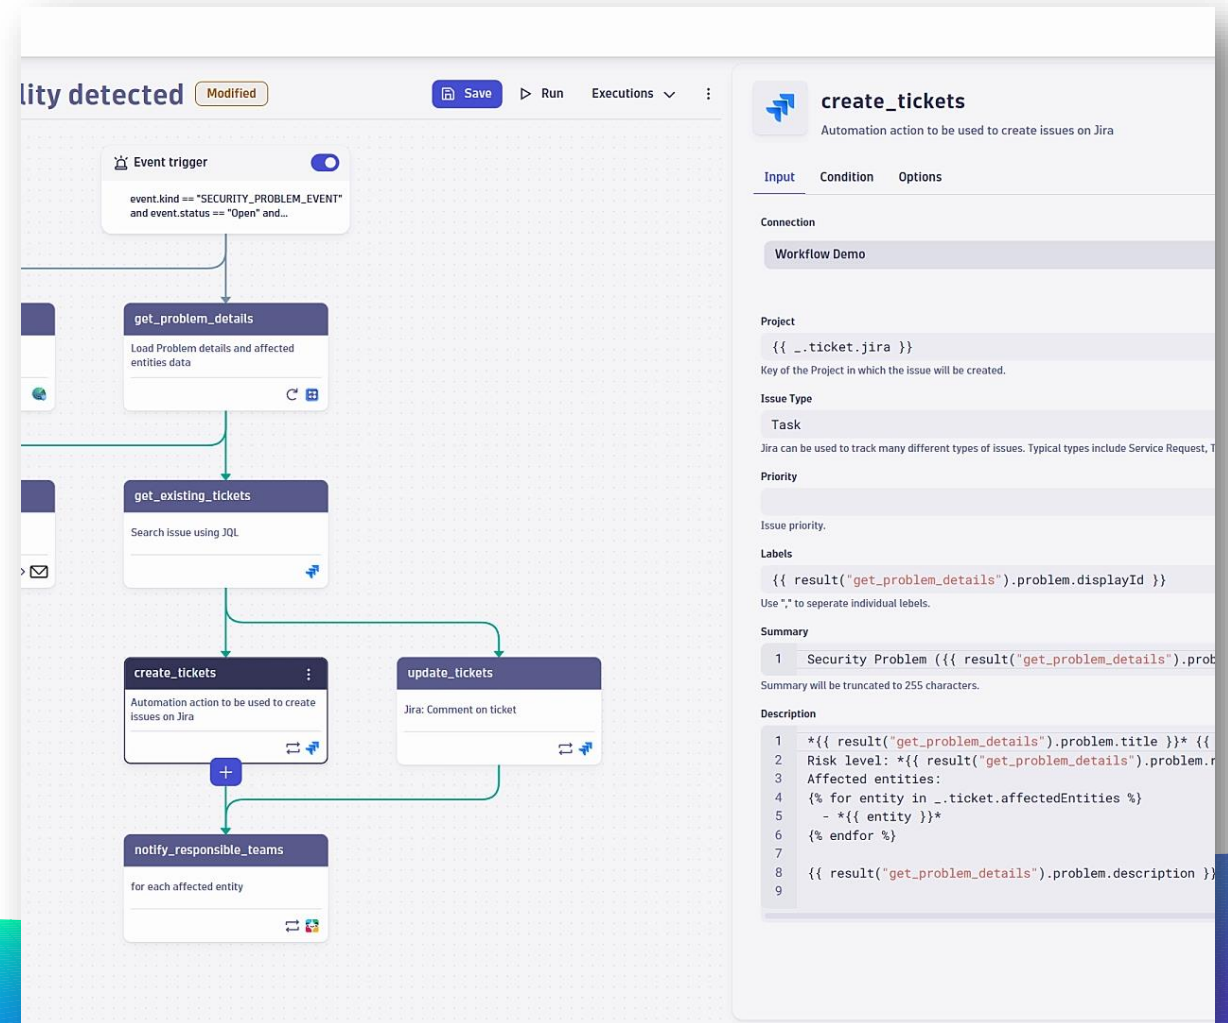 lity detected
Modified
Save
Run
Executions
Event trigger
event.kind == "SECURITY_PROBLEM_EVENT"
and event.status == "Open" and...
get_problem_details
Load Problem details and affected
entities data
get_existing_tickets
Search issue using JQL
create_tickets
Automation action to be used to create
issues on Jira
update_tickets
Jira: Comment on ticket
notify_responsible_teams
for each affected entity
create_tickets
Automation action to be used to create issues on Jira
Input
Condition
Options
Connection
Workflow Demo
Project
{{ _.ticket.jira }}
Key of the Project in which the issue will be created.
Issue Type
Task
Jira can be used to track many different types of issues. Typical types include Service Request, T
Priority
Issue priority.
Labels
{{ result("get_problem_details").problem.displayId }}
Use "," to seperate individual lebels.
Summary
1 Security Problem ({{ result("get_problem_details").prob
Summary will be truncated to 255 characters.
Description
1 *{{ result("get_problem_details").problem.title }}* {{
2 Risk level: *{{ result("get_problem_details").problem.r
3 Affected entities:
4 {% for entity in _.ticket.affectedEntities %}
5 - *{{ entity }}*
6 {% endfor %}
7
8 {{ result("get_problem_details").problem.description }}
9